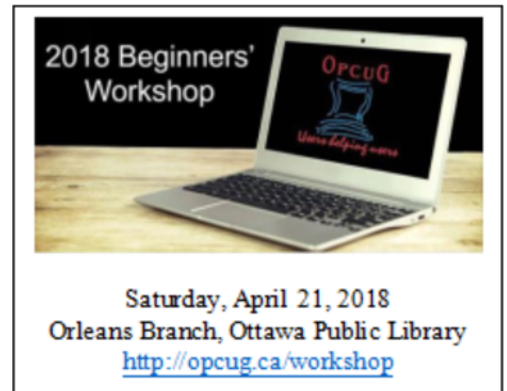 2018 Beginners'
Workshop
OPCUG
Users helping users
Saturday, April 21, 2018
Orleans Branch, Ottawa Public Library
http://opcug.ca/workshop